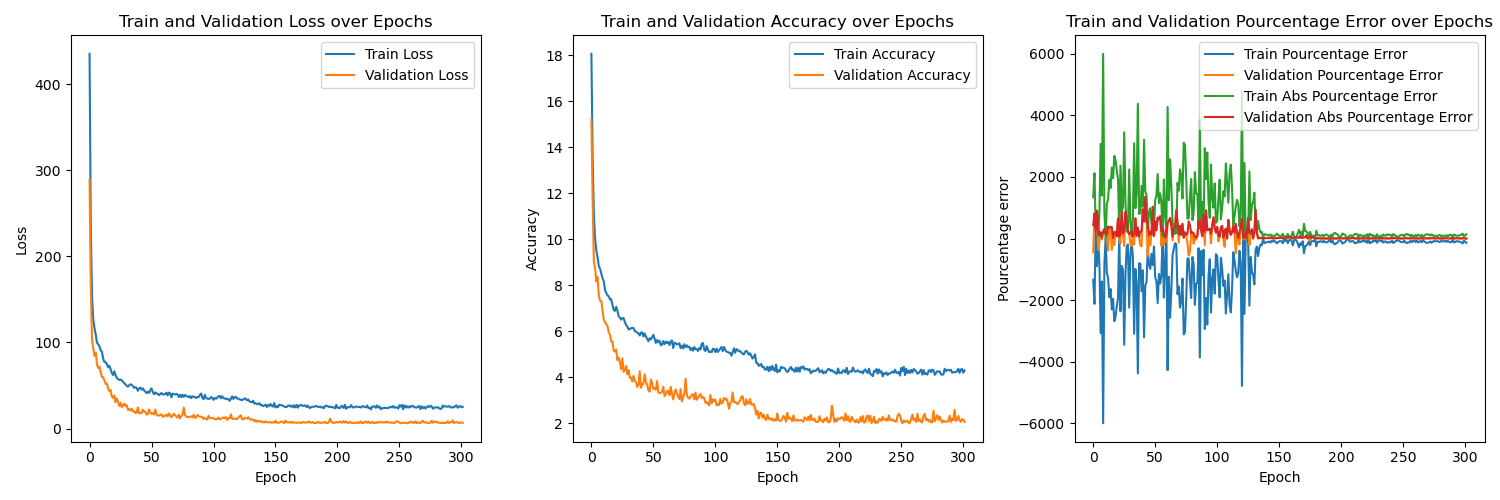 Train and Validation Loss over Epochs
Train Loss
Validation Loss
400
300
200
100
0
Loss
0 50 100 150 200 250 300
Epoch
Train and Validation Accuracy over Epochs
Train Accuracy
Validation Accuracy
18
16
14
12
10
8
6
4
2
Accuracy
0 50 100 150 200 250 300
Epoch
Train and Validation Pourcentage Error over Epochs
Train Pourcentage Error
Validation Pourcentage Error
Train Abs Pourcentage Error
Validation Abs Pourcentage Error
6000
4000
2000
0
−2000
−4000
−6000
Pourcentage error
0 50 100 150 200 250 300
Epoch